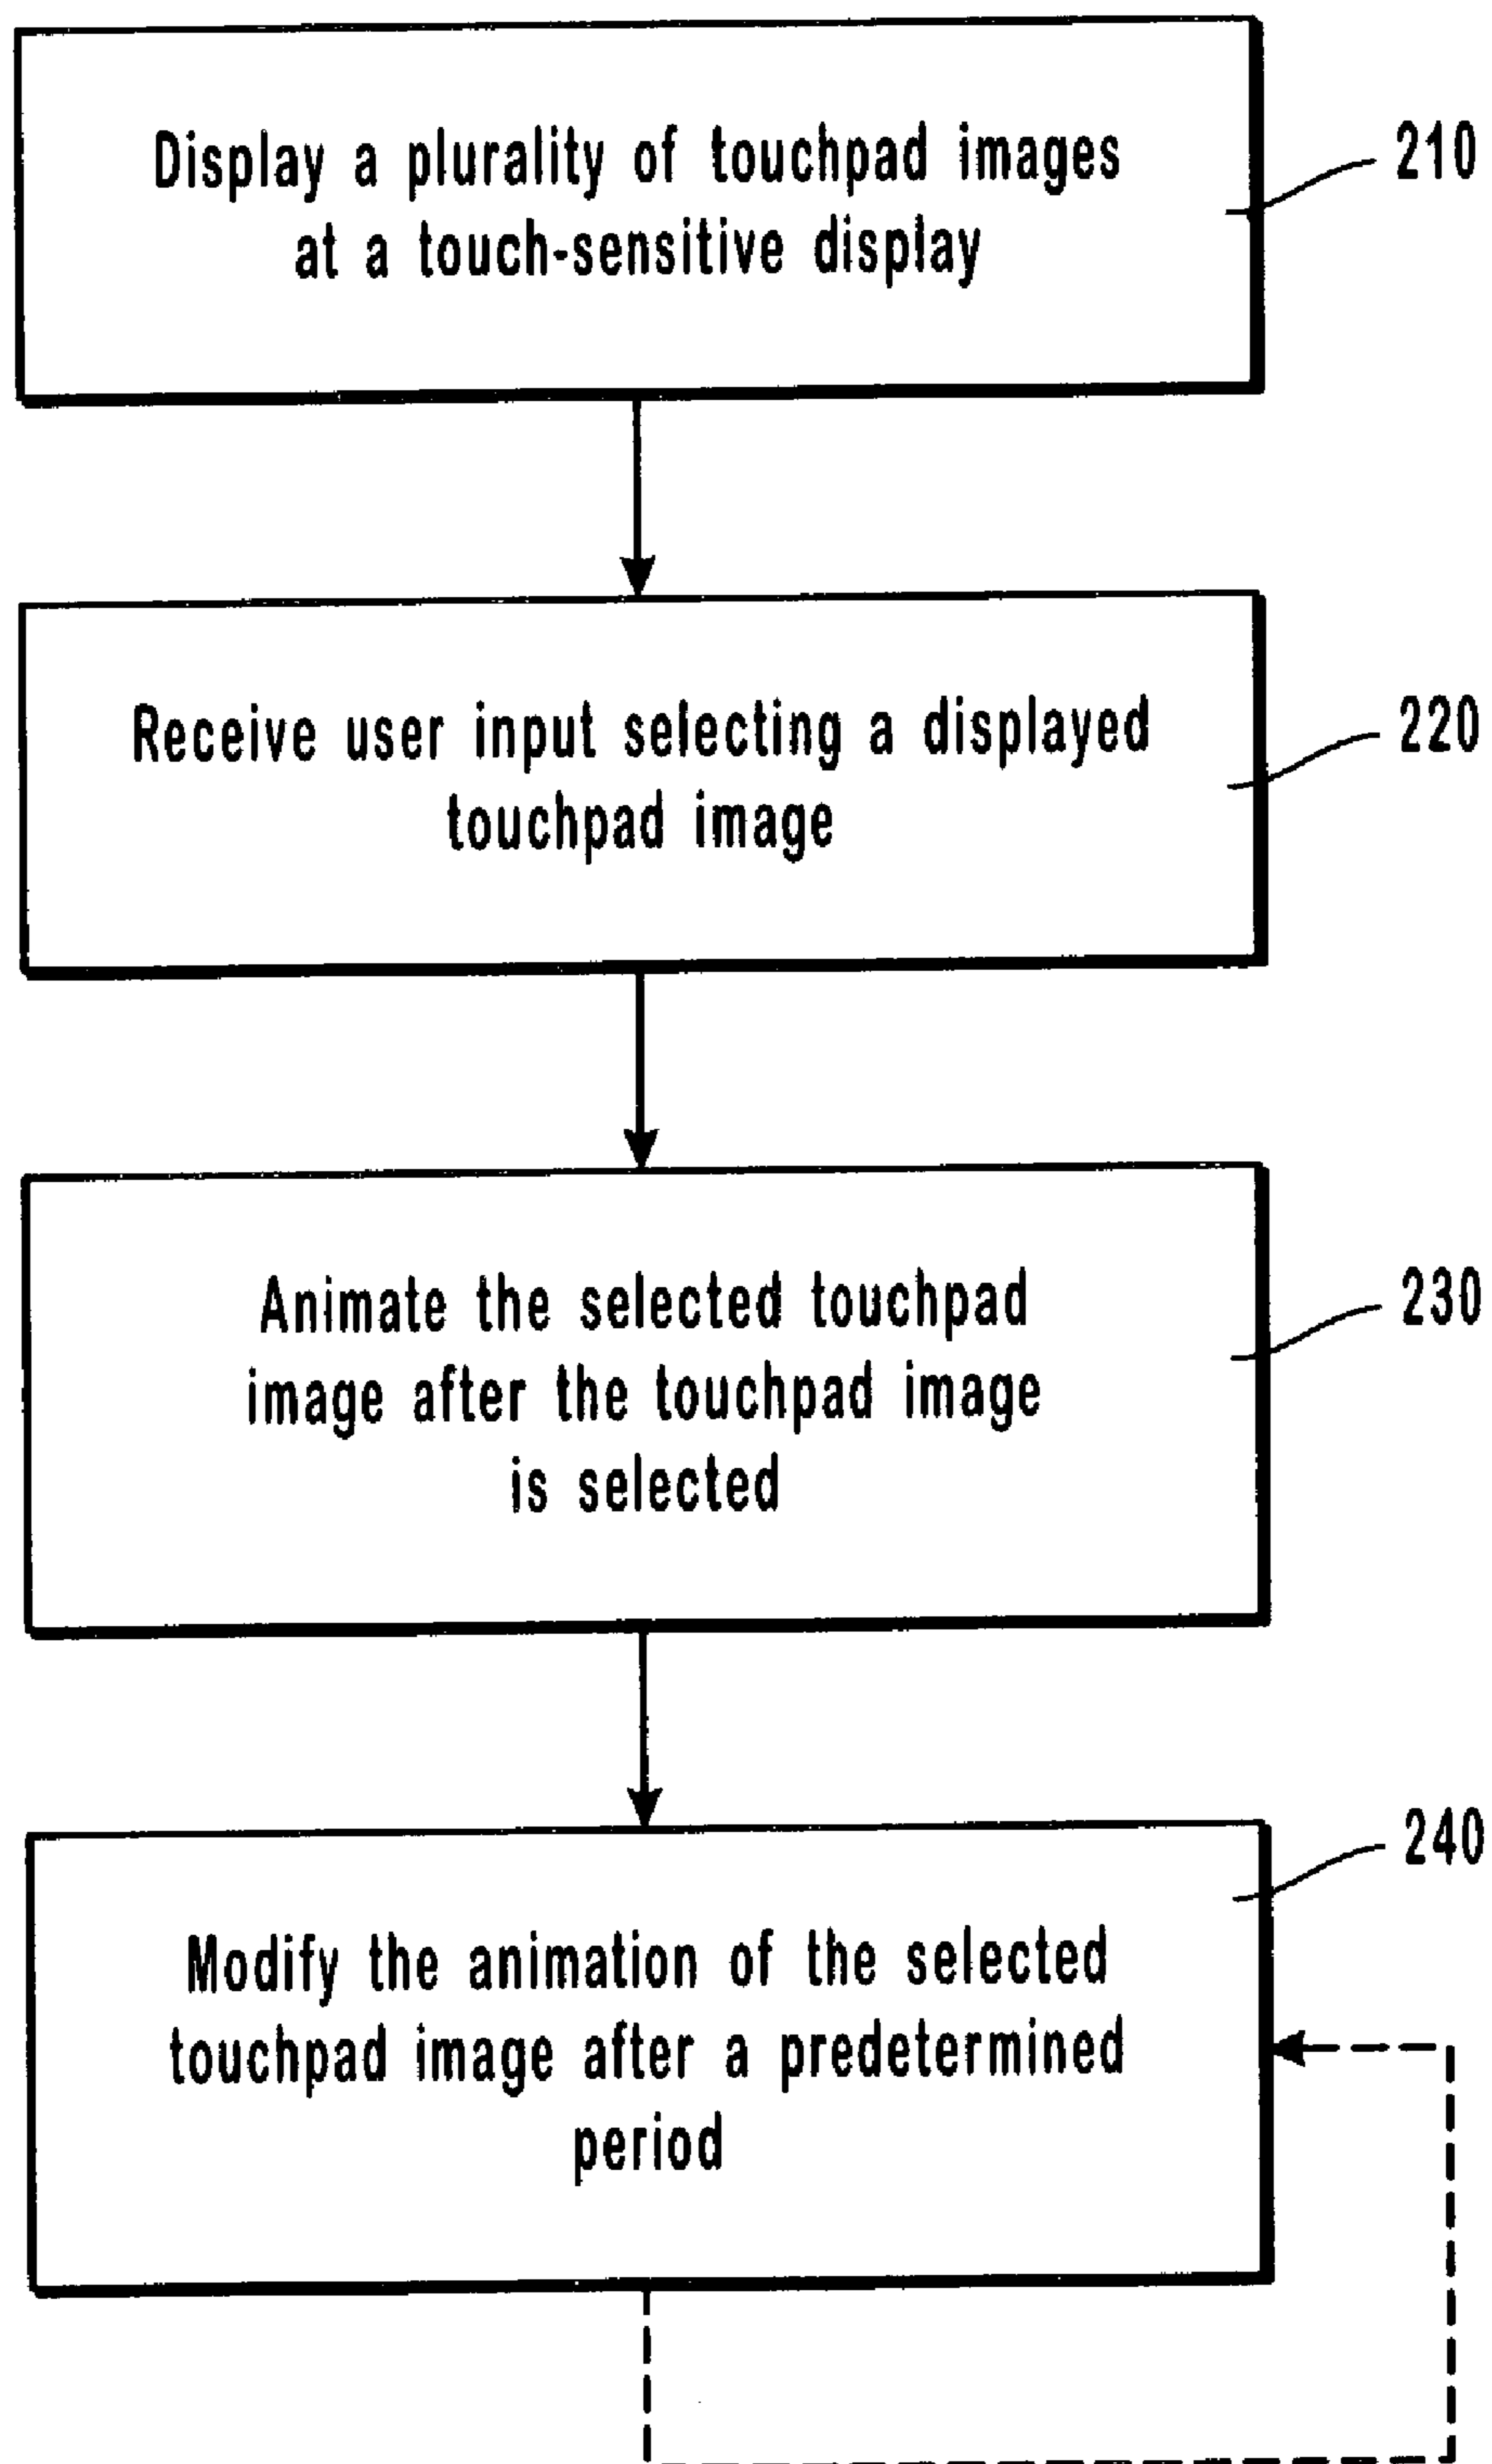 Display a plurality of touchpad images
at a touch-sensitive display
210
Receive user input selecting a displayed
touchpad image
220
Animate the selected touchpad
image after the touchpad image
is selected
230
Modify the animation of the selected
touchpad image after a predetermined
period
240